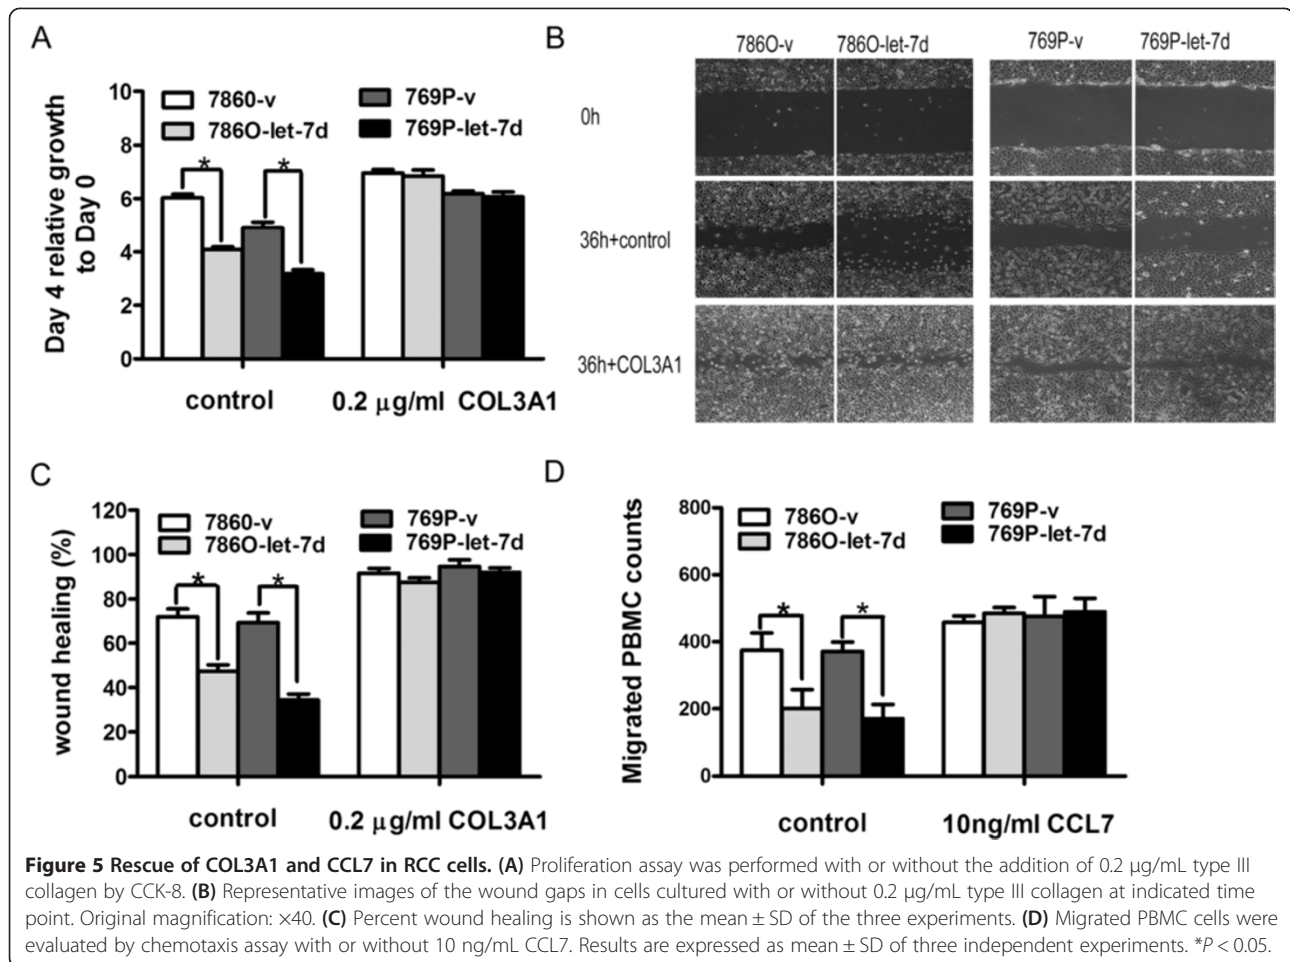 A
Day 4 relative growth
to Day 0
10
8
6
4
2
0
7860-v
786O-let-7d
769P-v
769P-let-7d
*
*
control
0.2 μg/ml COL3A1
B
786O-v
786O-let-7d
769P-v
769P-let-7d
0h
36h+control
36h+COL3A1
C
wound healing (%)
120
100
80
60
40
20
0
7860-v
786O-let-7d
769P-v
769P-let-7d
*
*
control
0.2 μg/ml COL3A1
D
Migrated PBMC counts
800
600
400
200
0
786O-v
786O-let-7d
769P-v
769P-let-7d
*
*
control
10ng/ml CCL7
Figure 5 Rescue of COL3A1 and CCL7 in RCC cells. (A) Proliferation assay was performed with or without the addition of 0.2 μg/mL type III
collagen by CCK-8. (B) Representative images of the wound gaps in cells cultured with or without 0.2 μg/mL type III collagen at indicated time
point. Original magnification: ×40. (C) Percent wound healing is shown as the mean ± SD of the three experiments. (D) Migrated PBMC cells were
evaluated by chemotaxis assay with or without 10 ng/mL CCL7. Results are expressed as mean ± SD of three independent experiments. *P < 0.05.